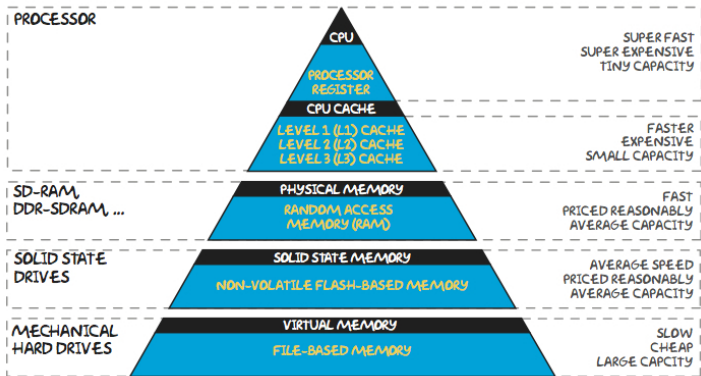 PROCESSOR
CPU
PROCESSOR
REGISTER
SUPER FAST
SUPER EXPENSIVE
TINY CAPACITY
CPU CACHE
LEVEL 1 (L1) CACHE
LEVEL 2 (L2) CACHE
LEVEL 3 (L3) CACHE
FASTER
EXPENSIVE
SMALL CAPACITY
SD-RAM,
DDR-SDRAM, ...
PHYSICAL MEMORY
RANDOM ACCESS
MEMORY (RAM)
FAST
PRICED REASONABLY
AVERAGE CAPACITY
SOLID STATE
DRIVES
SOLID STATE MEMORY
NON-VOLATILE FLASH-BASED MEMORY
AVERAGE SPEED
PRICED REASONABLY
AVERAGE CAPACITY
MECHANICAL
HARD DRIVES
VIRTUAL MEMORY
FILE-BASED MEMORY
SLOW
CHEAP
LARGE CAPCITY